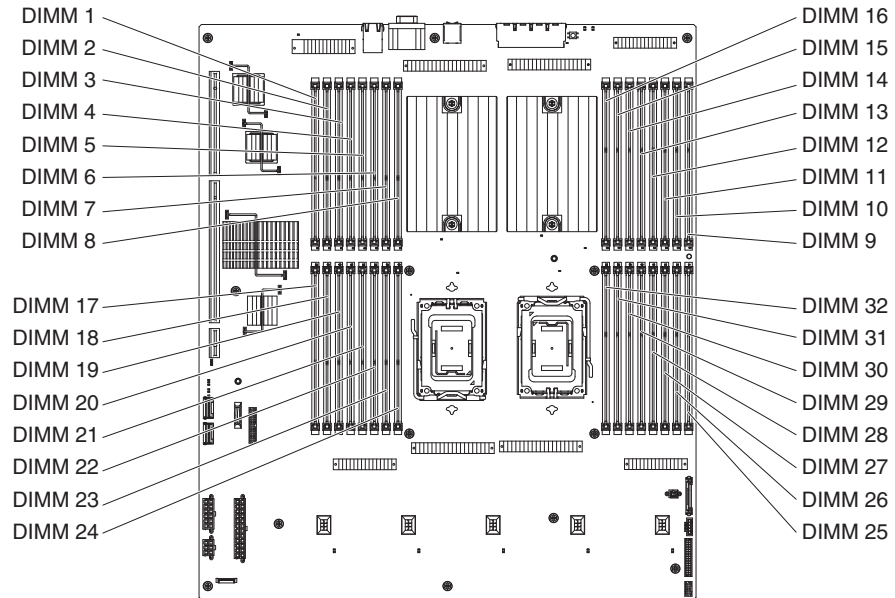 DIMM 1
DIMM 2
DIMM 3
DIMM 4
DIMM 5
DIMM 6
DIMM 7
DIMM 8
DIMM 16
DIMM 15
DIMM 14
DIMM 13
DIMM 12
DIMM 11
DIMM 10
DIMM 9
DIMM 17
DIMM 18
DIMM 19
DIMM 20
DIMM 21
DIMM 22
DIMM 23
DIMM 24
DIMM 32
DIMM 31
DIMM 30
DIMM 29
DIMM 28
DIMM 27
DIMM 26
DIMM 25